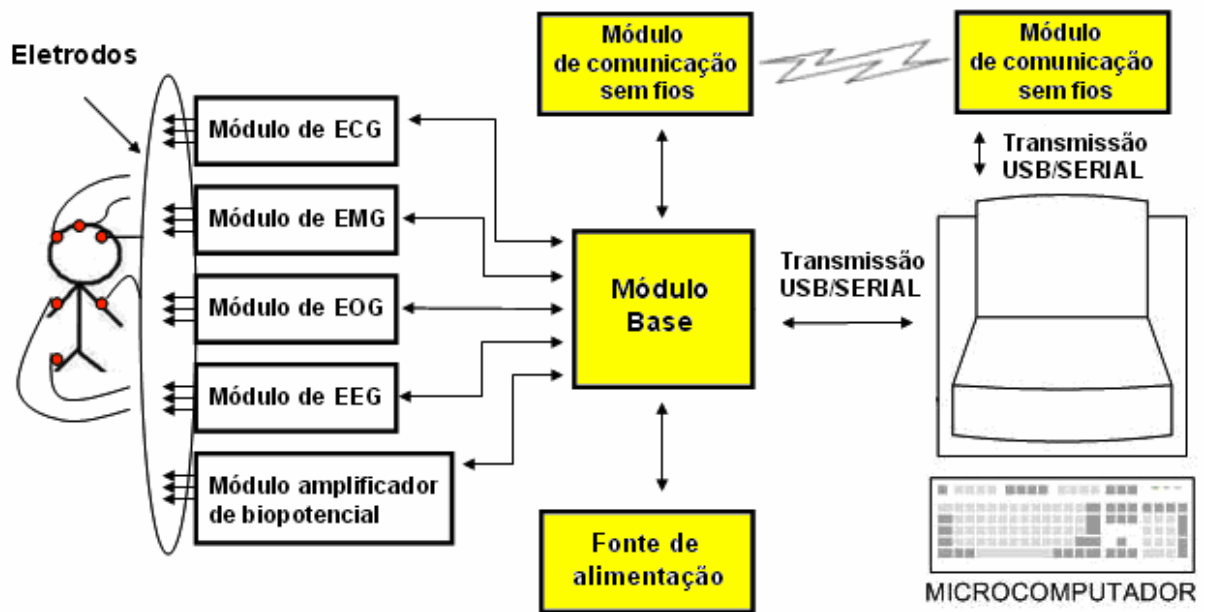 Eletrodos
Módulo de ECG
Módulo de EMG
Módulo de EOG
Módulo de EEG
Módulo amplificador
de biopotencial
Módulo
de comunicação
sem fios
Módulo
Base
Fonte de
alimentação
Módulo
de comunicação
sem fios
Transmissão
USB/SERIAL
Transmissão
USB/SERIAL
MICROCOMPUTADOR